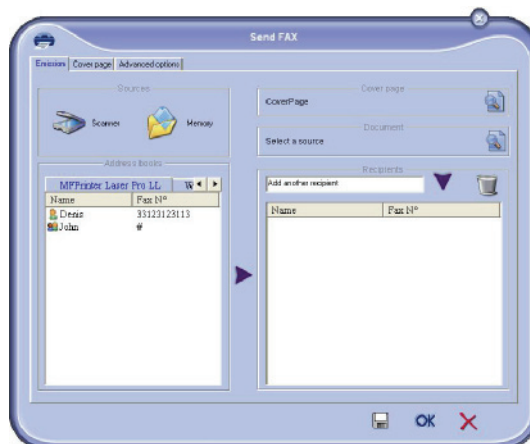 Send FAX
Emission Cover page Advanced options
Sources
Scanner Memory
Address books
MFPrinter Laser Pro LL W
Name Fax N°
Denis 33123123113
John #
Cover page
CoverPage
Document
Select a source
Recipients
Add another recipient
Name Fax N°
OK